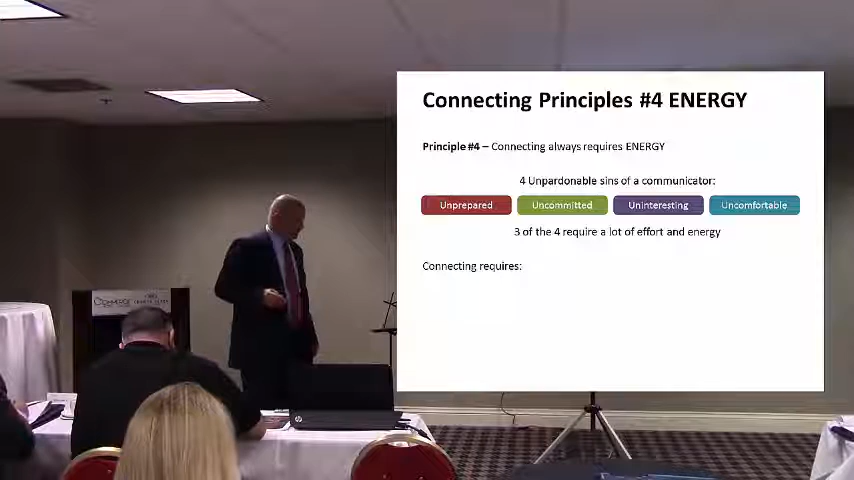 Connecting Principles #4 ENERGY
Principle #4 – Connecting always requires ENERGY
4 Unpardonable sins of a communicator:
Unprepared Uncommitted Uninteresting Uncomfortable
3 of the 4 require a lot of effort and energy
Connecting requires:
hp